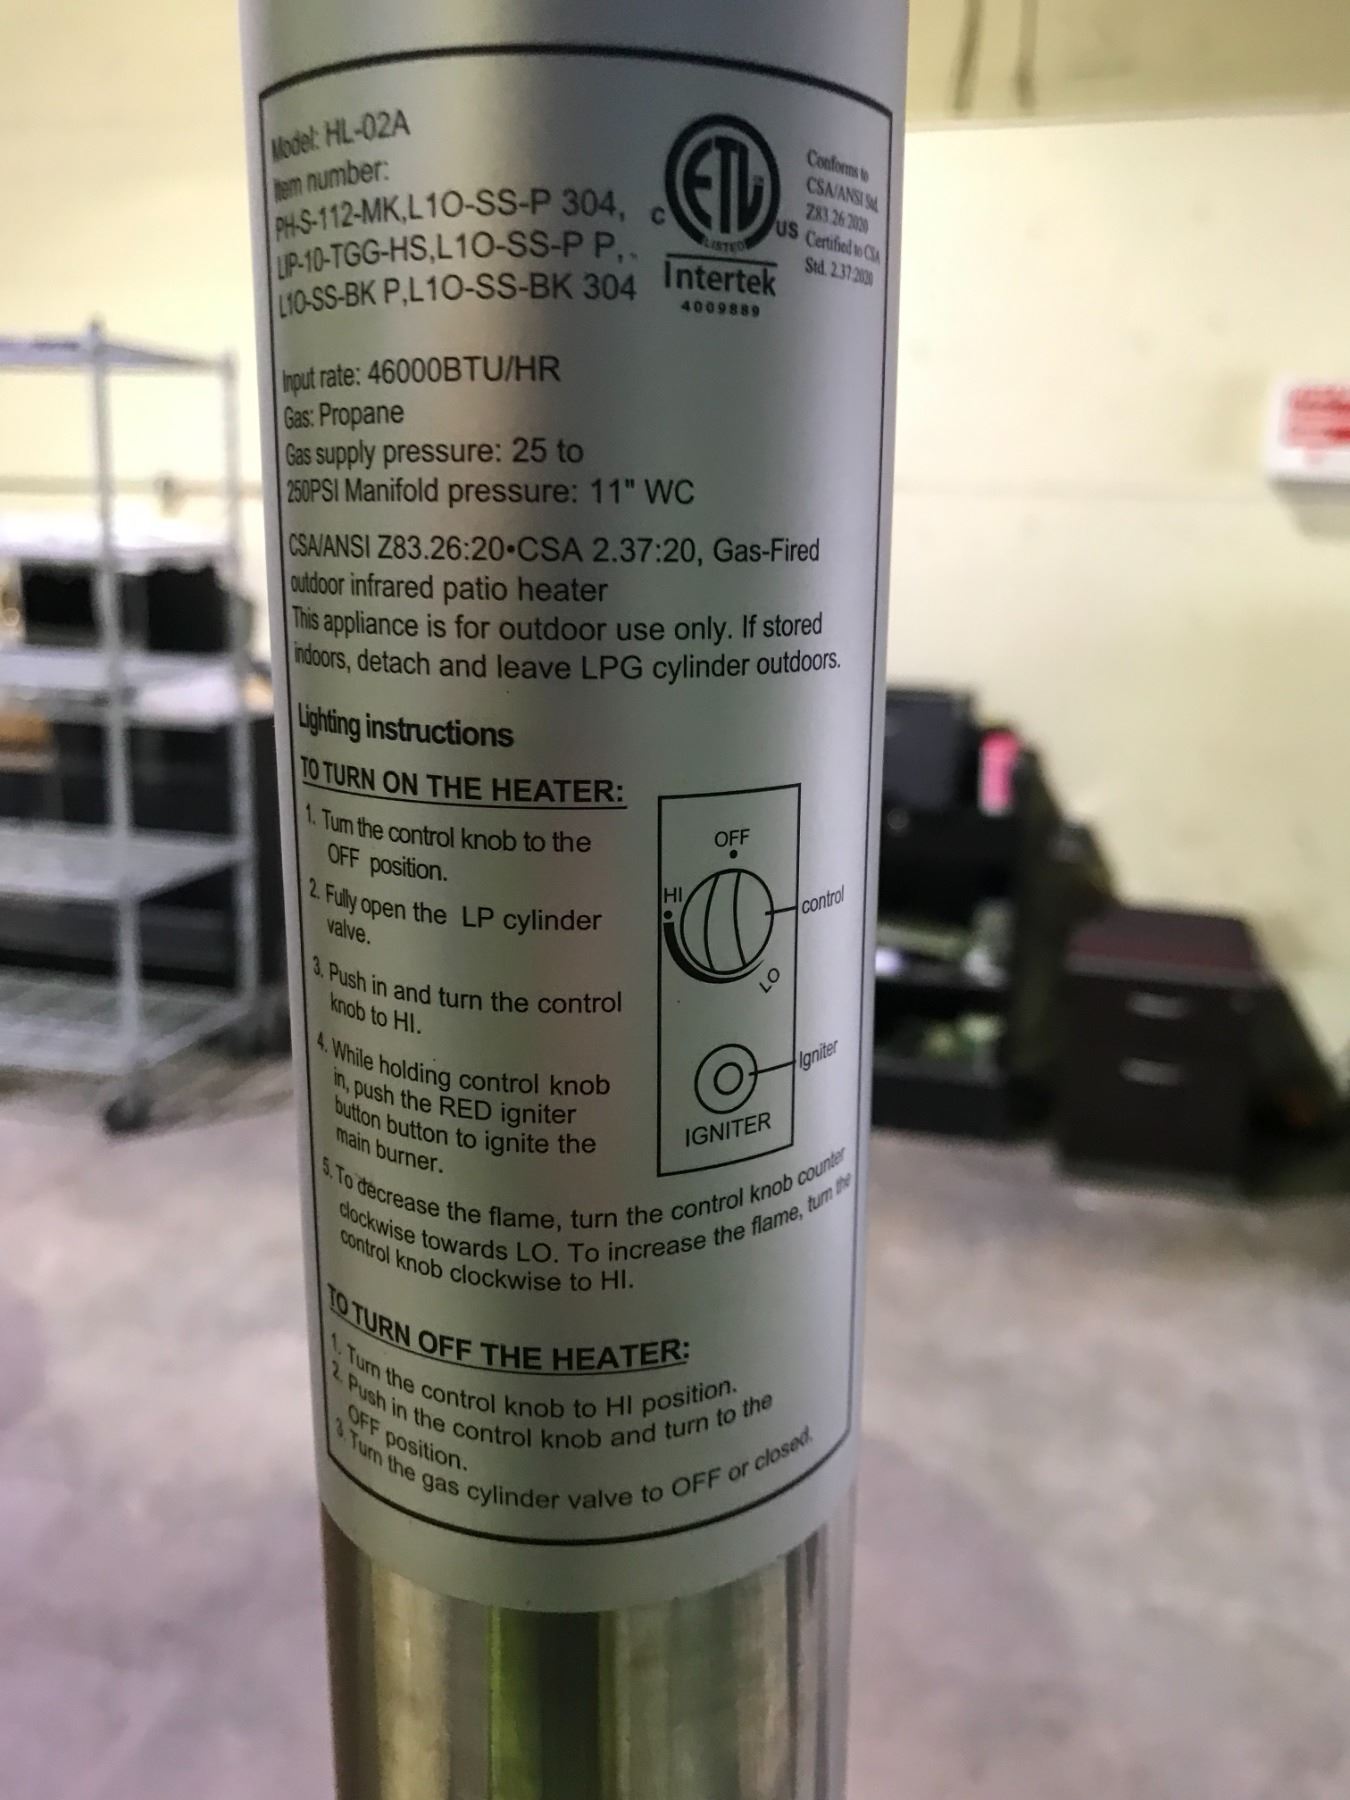 Model: HL-02A
Item number:
PH-S-112-MK,L1O-SS-P 304,
LIP-10-TGG-HS,L1O-SS-P P,.
L10-SS-BK P,L1O-SS-BK 304
ETL
LISTED
C
US
Intertek
4009889
Conforms to
CSA/ANSI Std.
Z83.26:2020
Certified to CSA
Std. 2.37:2020
Input rate: 46000BTU/HR
Gas: Propane
Gas supply pressure: 25 to
250PSI Manifold pressure: 11" WC
CSA/ANSI Z83.26:20•CSA 2.37:20, Gas-Fired
outdoor infrared patio heater
This appliance is for outdoor use only. If stored
indoors, detach and leave LPG cylinder outdoors.
Lighting instructions
TO TURN ON THE HEATER:
1. Turn the control knob to the
OFF position.
2. Fully open the LP cylinder
valve.
3. Push in and turn the control
knob to HI.
4. While holding control knob
in, push the RED igniter
button button to ignite the
main burner.
OFF
HI
control
LO
Igniter
IGNITER
5. To decrease the flame, turn the control knob counter
clockwise towards LO. To increase the flame, turn the
control knob clockwise to HI.
TO TURN OFF THE HEATER:
1. Turn the control knob to HI position.
2. Push in the control knob and turn to the
OFF position.
3. Turn the gas cylinder valve to OFF or closed.